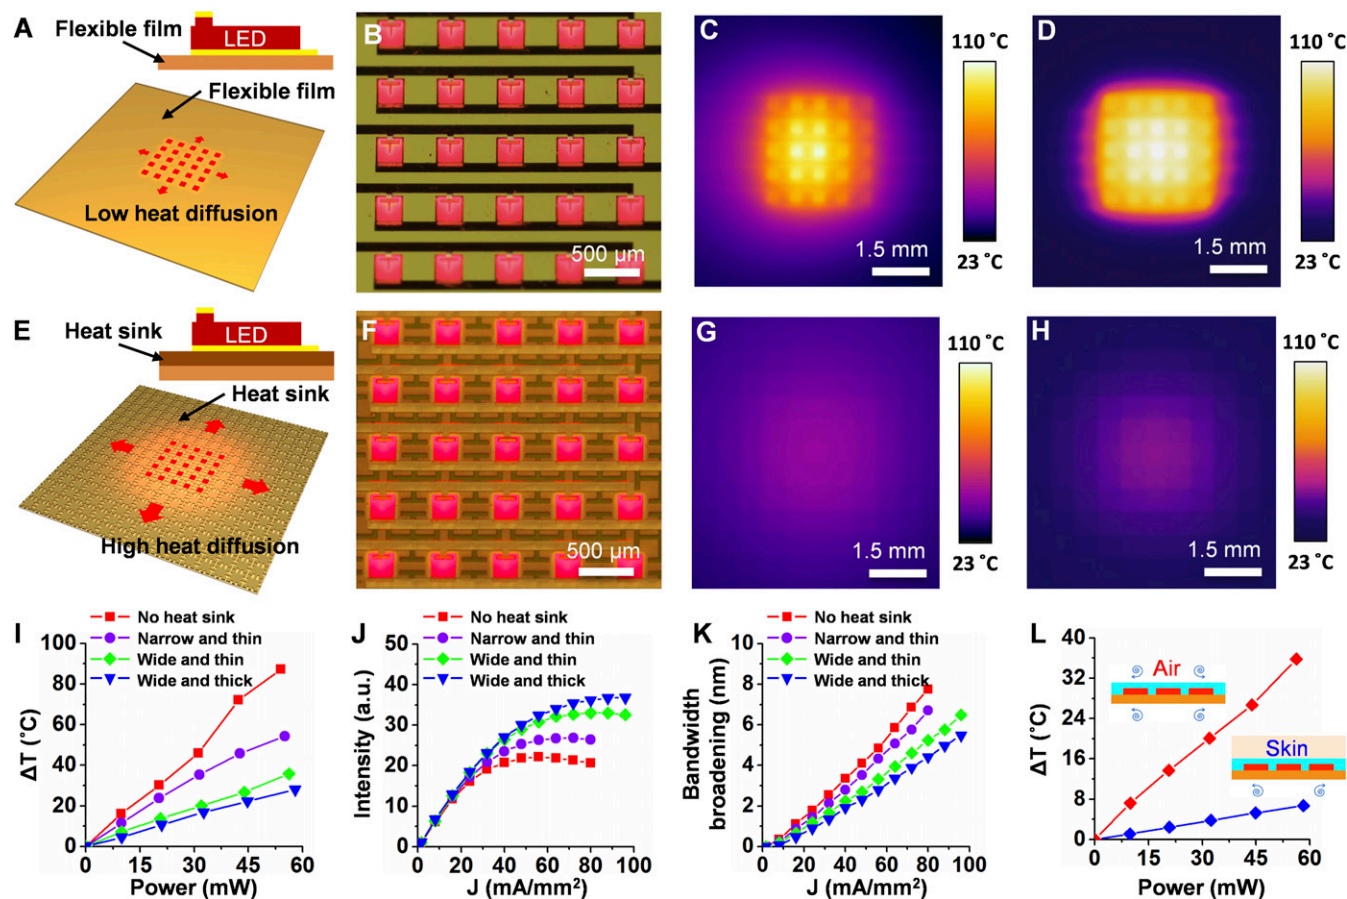 A
Flexible film
LED
Flexible film
Low heat diffusion
B
500 µm
C
1.5 mm
110 ˚C
23 ˚C
D
1.5 mm
110 ˚C
23 ˚C
E
Heat sink
LED
Heat sink
High heat diffusion
F
500 µm
G
1.5 mm
110 ˚C
23 ˚C
H
1.5 mm
110 ˚C
23 ˚C
I
No heat sink
Narrow and thin
Wide and thin
Wide and thick
ΔT (°C)
100
80
60
40
20
0
0 30 60
Power (mW)
J
No heat sink
Narrow and thin
Wide and thin
Wide and thick
Intensity (a.u.)
50
40
30
20
10
0
0 20 40 60 80 100
J (mA/mm²)
K
No heat sink
Narrow and thin
Wide and thin
Wide and thick
Bandwidth
broadening (nm)
10
8
6
4
2
0
0 20 40 60 80 100
J (mA/mm²)
L
ΔT (°C)
40
32
24
16
8
0
Air
Skin
0 30 60
Power (mW)